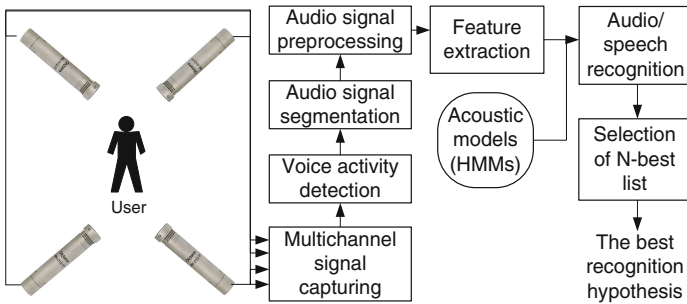 Audio signal
preprocessing
Feature
extraction
Audio/
speech
recognition
Audio signal
segmentation
Acoustic
models
(HMMs)
Selection
of N-best
list
Voice activity
detection
User
Multichannel
signal
capturing
The best
recognition
hypothesis